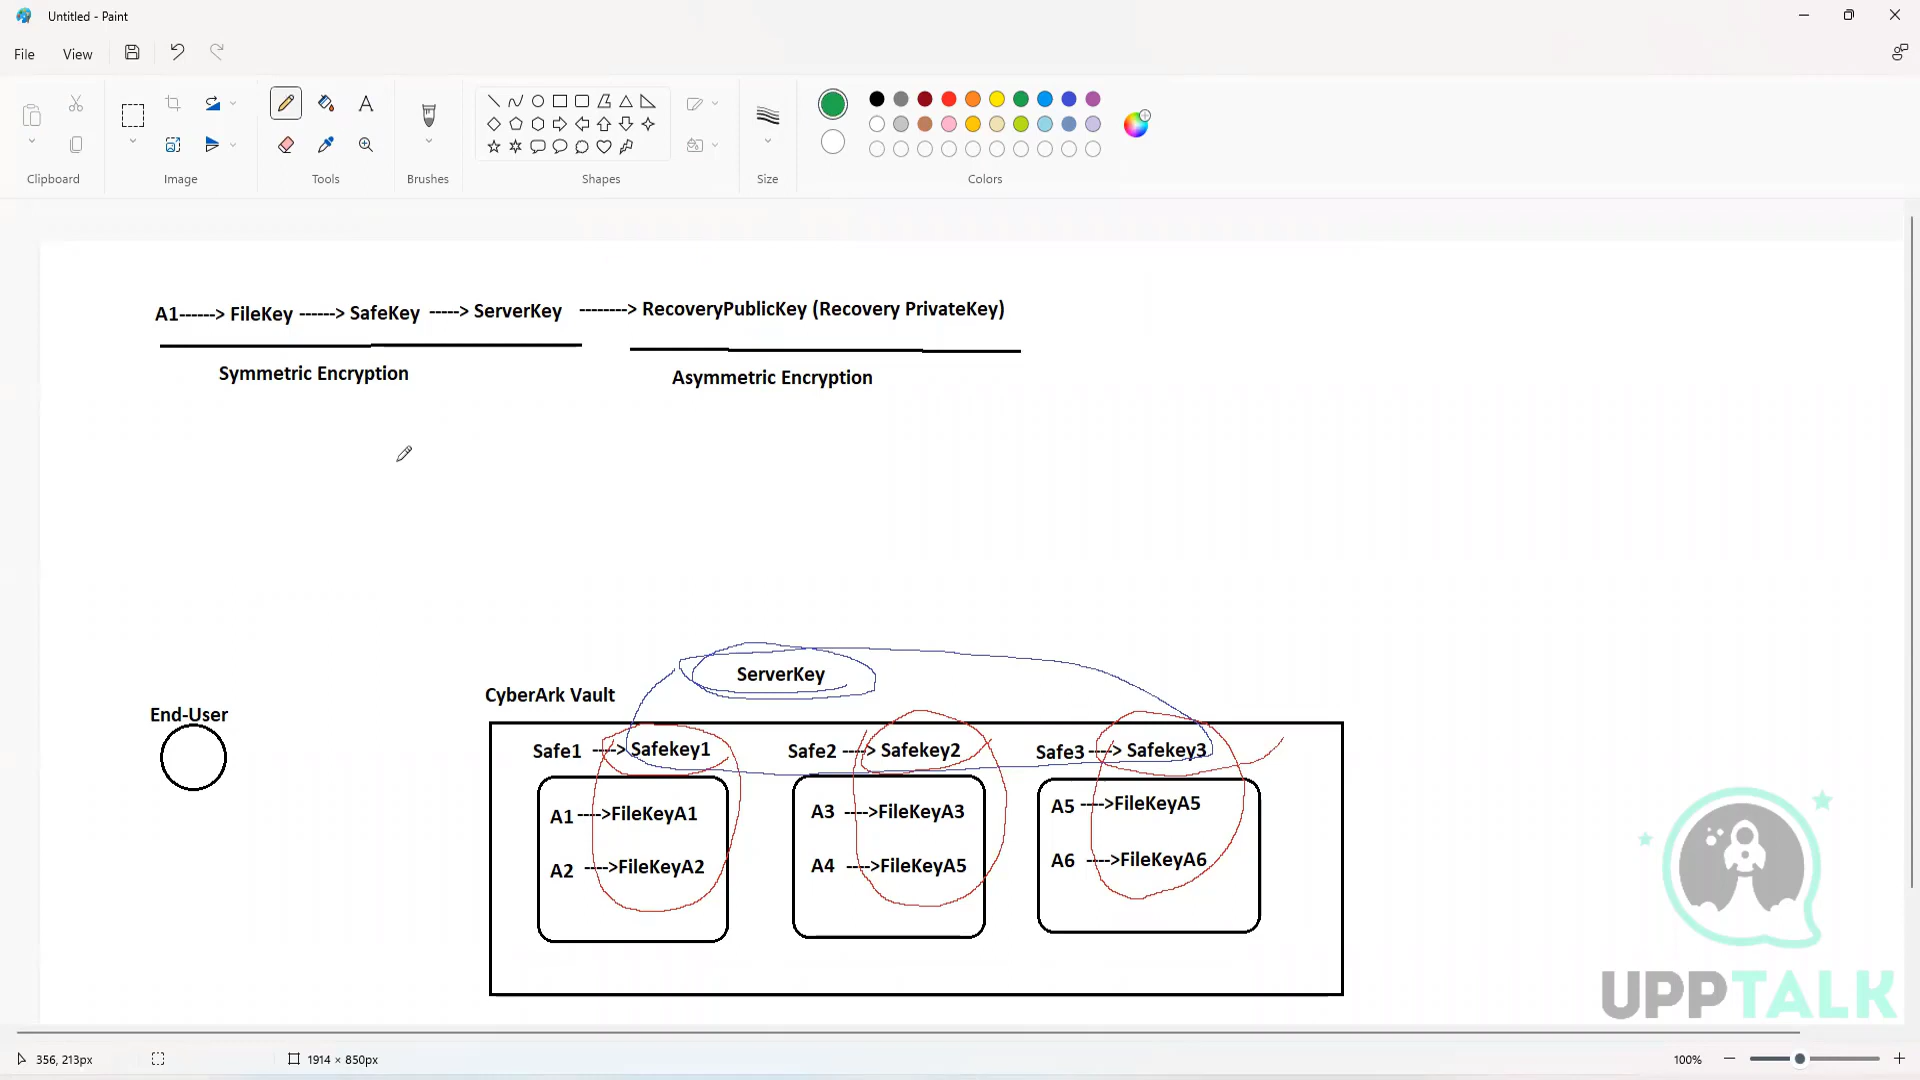 Untitled - Paint
File
View
Clipboard
Image
Tools
Brushes
Shapes
Size
Colors
A1------> FileKey ------> SafeKey -----> ServerKey --------> RecoveryPublicKey (Recovery PrivateKey)
Symmetric Encryption
Asymmetric Encryption
ServerKey
CyberArk Vault
End-User
Safe1 ----> Safekey1
Safe2 ----> Safekey2
Safe3 ----> Safekey3
A1 ---->FileKeyA1
A3 ---->FileKeyA3
A5 ---->FileKeyA5
A2 ---->FileKeyA2
A4 ---->FileKeyA5
A6 ---->FileKeyA6
UPPTALK
356, 213px
1914 × 850px
100%